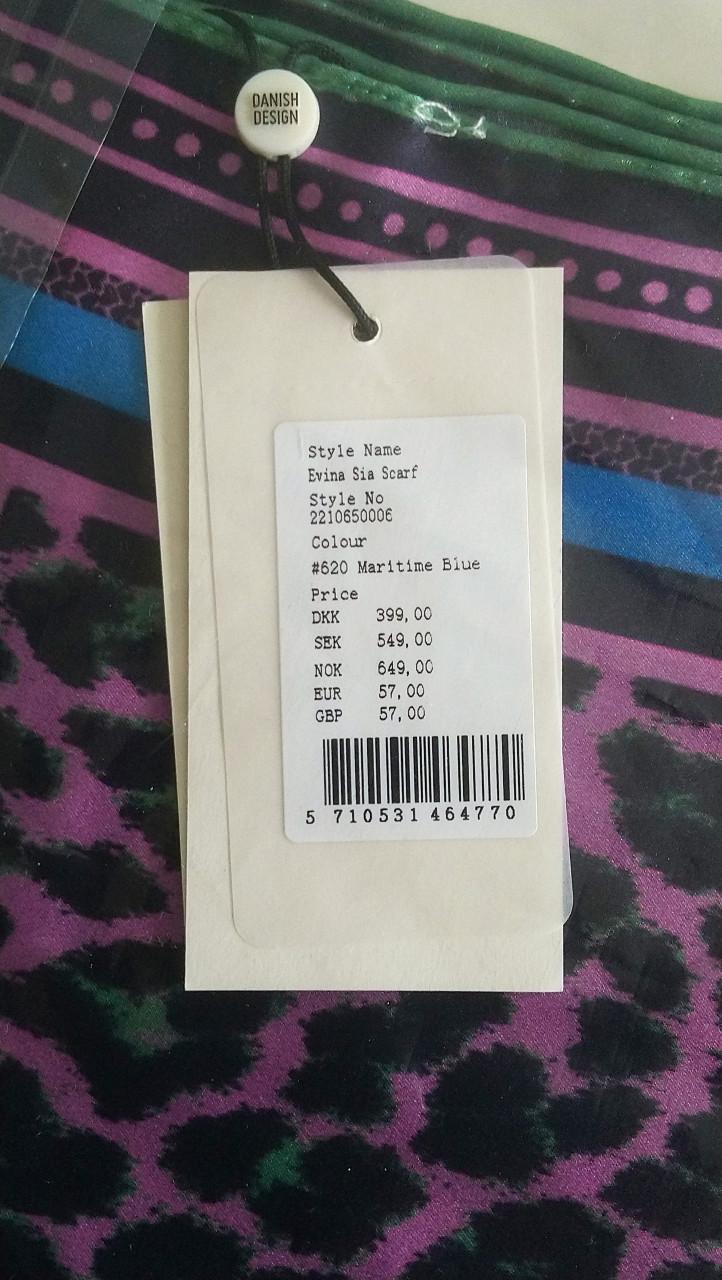 DANISH
DESIGN
Style Name
Evina Sia Scarf
Style No
2210650006
Colour
#620 Maritime Blue
Price
DKK 399,00
SEK 549,00
NOK 649,00
EUR 57,00
GBP 57,00
5 710531 464770